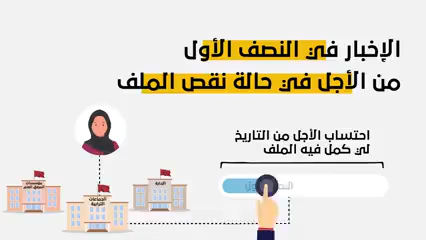 الإخبار في النصف الأول
من الأجل في حالة نقص الملف
احتساب الأجل من التاريخ
لي كمل فيه الملف
الإدارة
الجماعات
الترابية